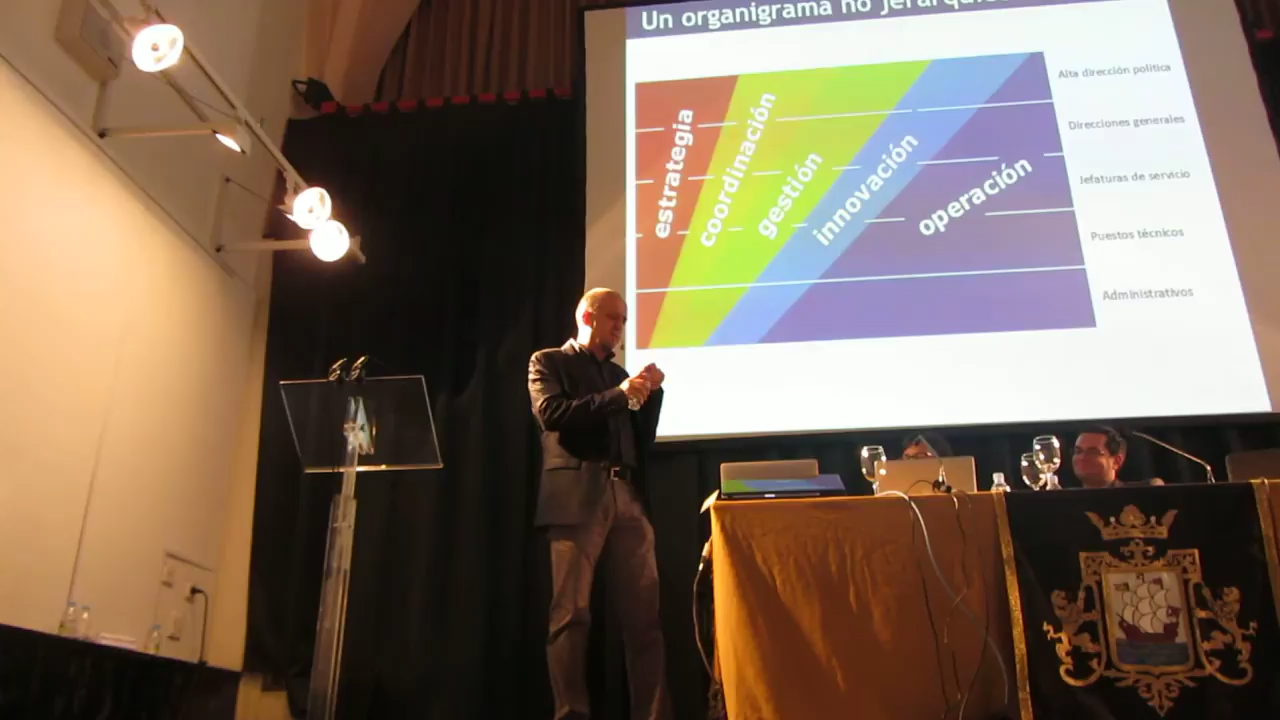 Un organigrama no
estrategia
coordinación
gestión
innovación
operación
Alta dirección política
Direcciones generales
Jefaturas de servicio
Puestos técnicos
Administrativos